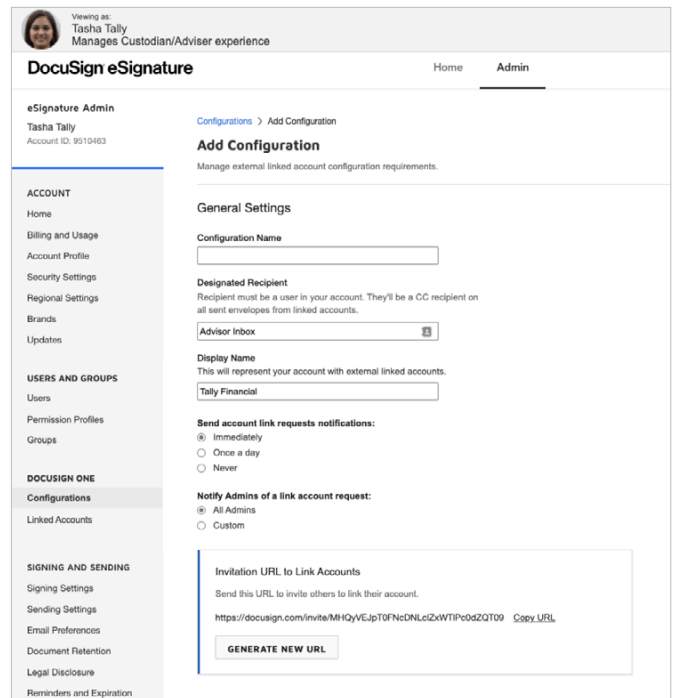 Viewing as:
Tasha Tally
Manages Custodian/Adviser experience
DocuSign eSignature
Home
Admin
eSignature Admin
Tasha Tally
Account ID: 9510463
ACCOUNT
Home
Billing and Usage
Account Profile
Security Settings
Regional Settings
Brands
Updates
USERS AND GROUPS
Users
Permission Profiles
Groups
DOCUSIGN ONE
Configurations
Linked Accounts
SIGNING AND SENDING
Signing Settings
Sending Settings
Email Preferences
Document Retention
Legal Disclosure
Reminders and Expiration
Configurations > Add Configuration
Add Configuration
Manage external linked account configuration requirements.
General Settings
Configuration Name
Designated Recipient
Recipient must be a user in your account. They'll be a CC recipient on
all sent envelopes from linked accounts.
Advisor Inbox
Display Name
This will represent your account with external linked accounts.
Tally Financial
Send account link requests notifications:
Immediately
Once a day
Never
Notify Admins of a link account request:
All Admins
Custom
Invitation URL to Link Accounts
Send this URL to invite others to link their account.
https://docusign.com/invite/MHQyVEJpT0FNcDNLclZxWTlPc0dZQT09 Copy URL
GENERATE NEW URL